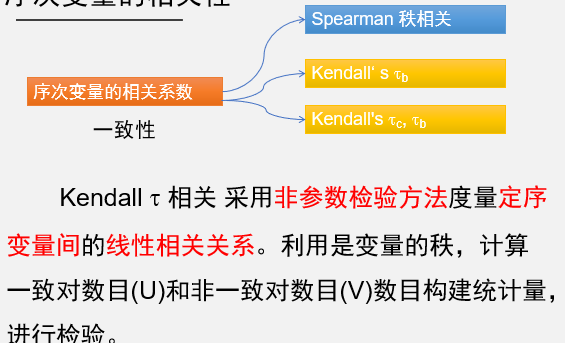 序次变量的相关性
Spearman 秩相关
Kendall‘ s τb
序次变量的相关系数
Kendall's τc, τb
一致性
Kendall τ 相关 采用非参数检验方法度量定序
变量间的线性相关关系。利用是变量的秩，计算
一致对数目(U)和非一致对数目(V)数目构建统计量，
进行检验。